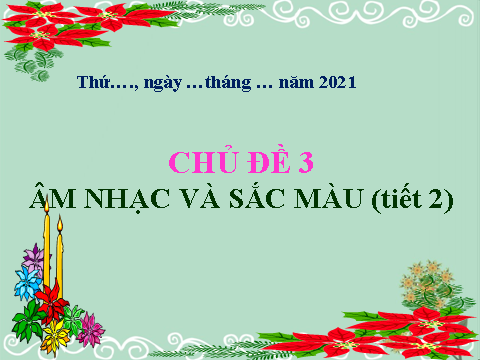 Thứ…., ngày …tháng … năm 2021
CHỦ ĐỀ 3
ÂM NHẠC VÀ SẮC MÀU (tiết 2)